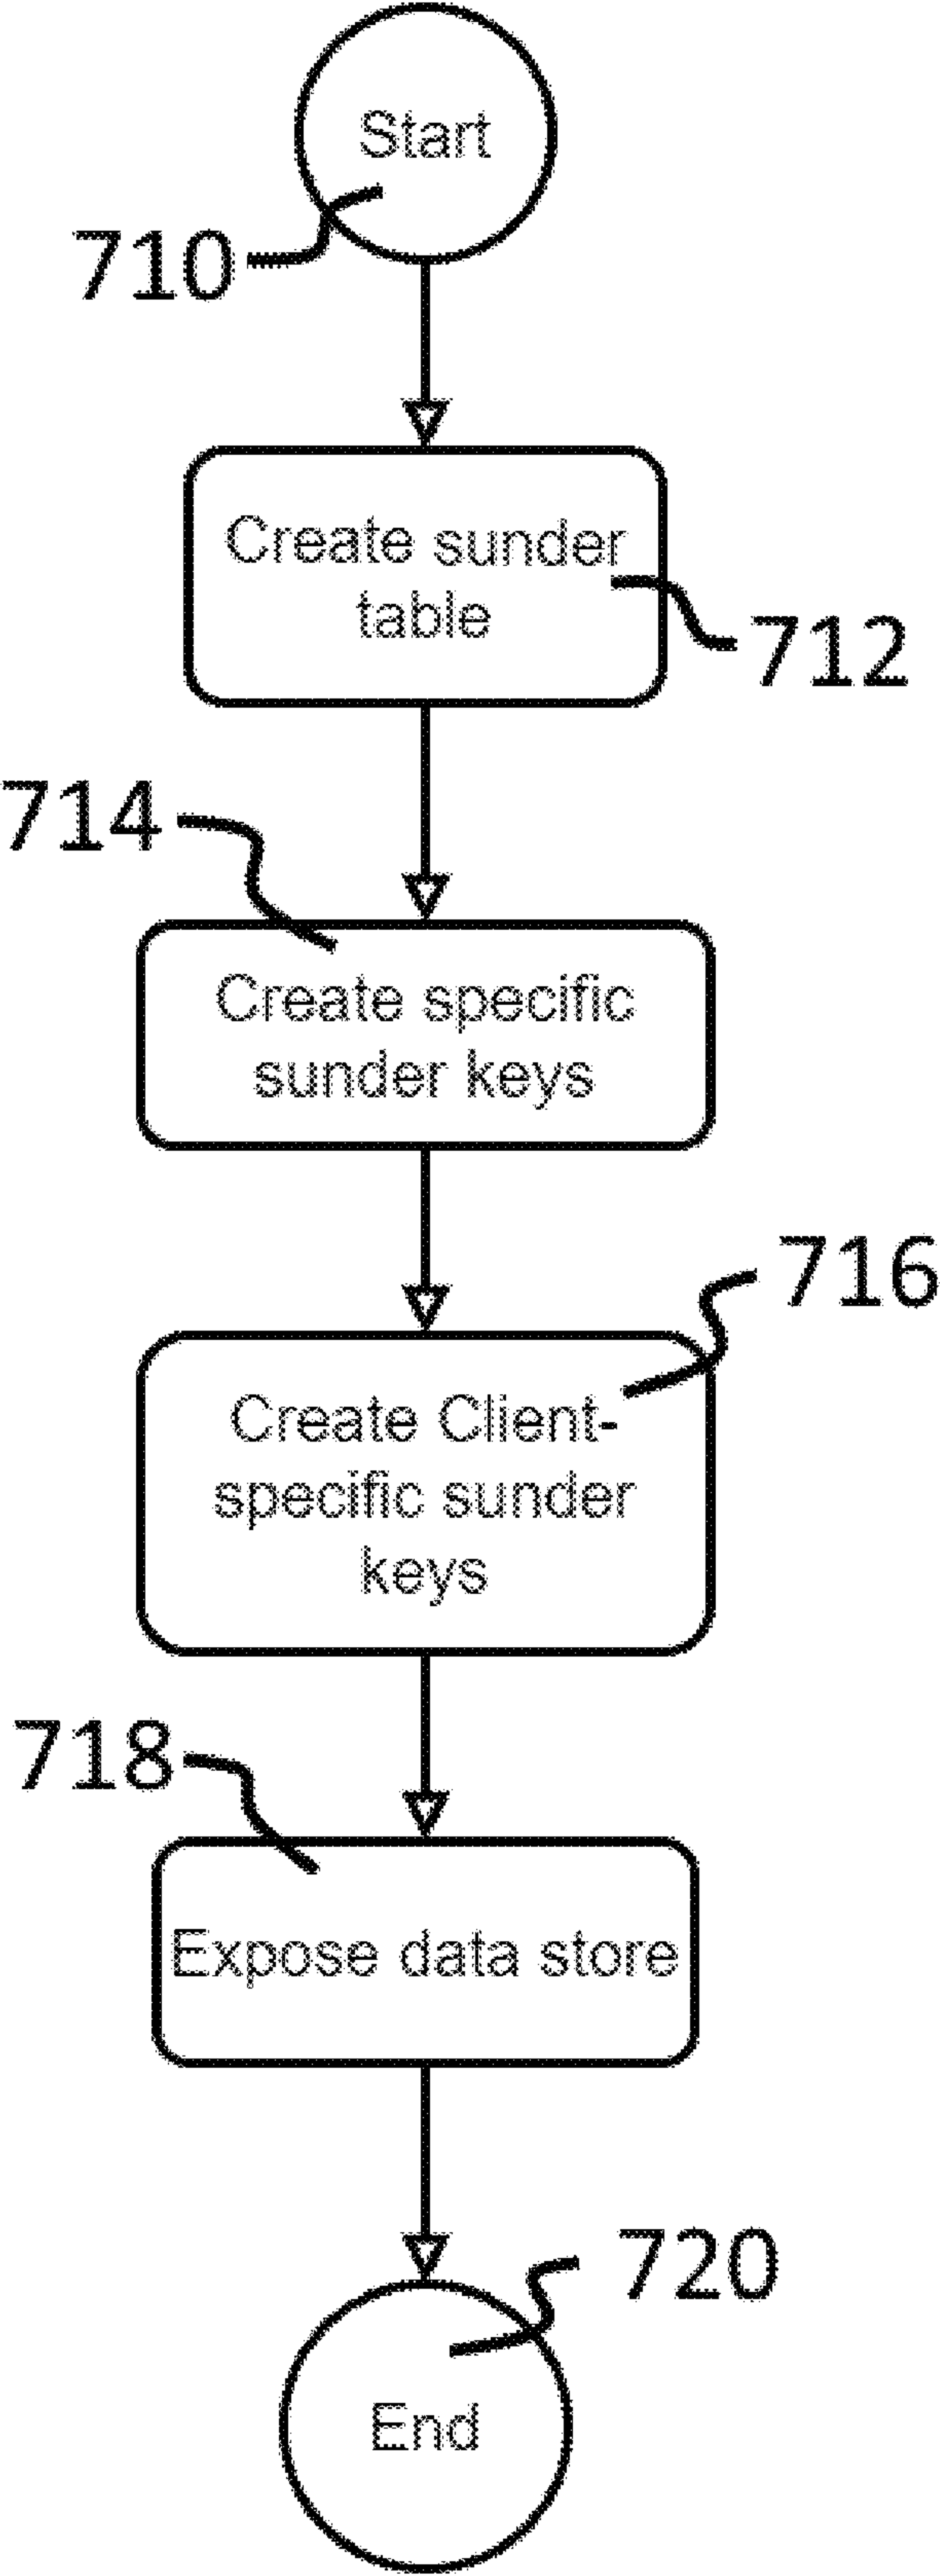 Start
710
Create sunder
table
712
714
Create specific
sunder keys
716
Create Client-
specific sunder
keys
718
Expose data store
720
End